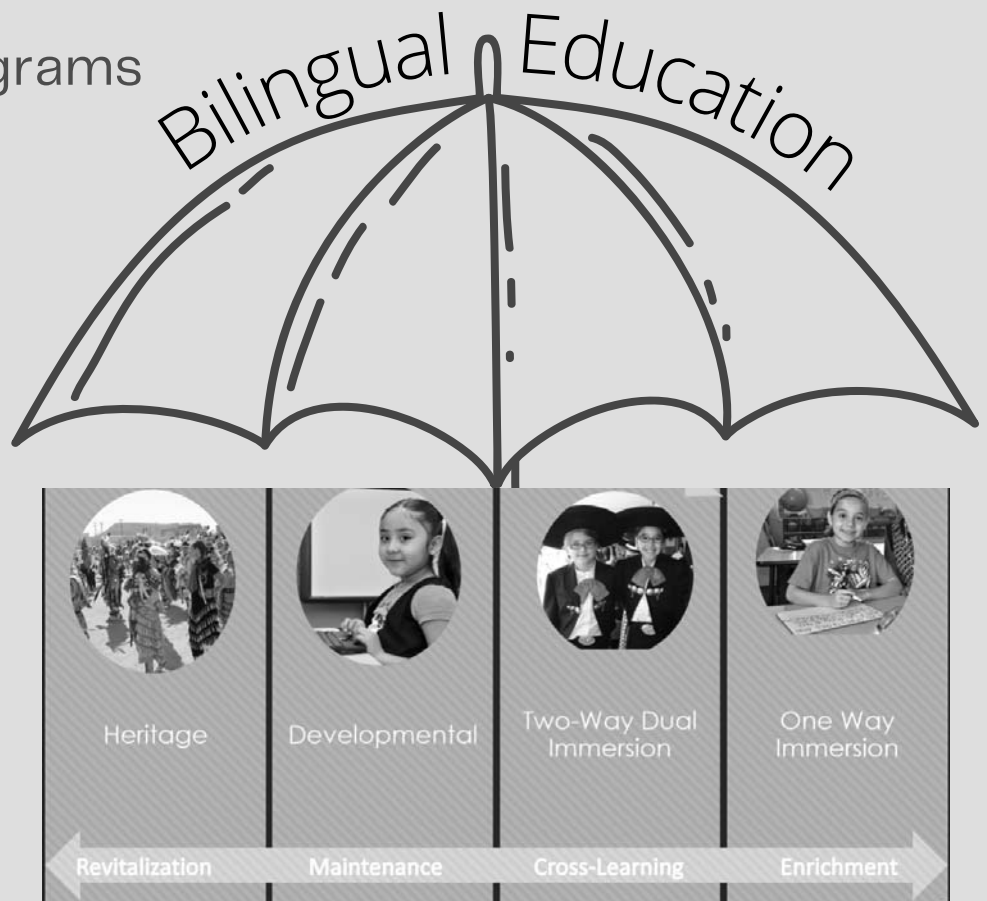 grams
Bilingual Education
Heritage
Developmental
Two-Way Dual
Immersion
One Way
Immersion
Revitalization
Maintenance
Cross-Learning
Enrichment